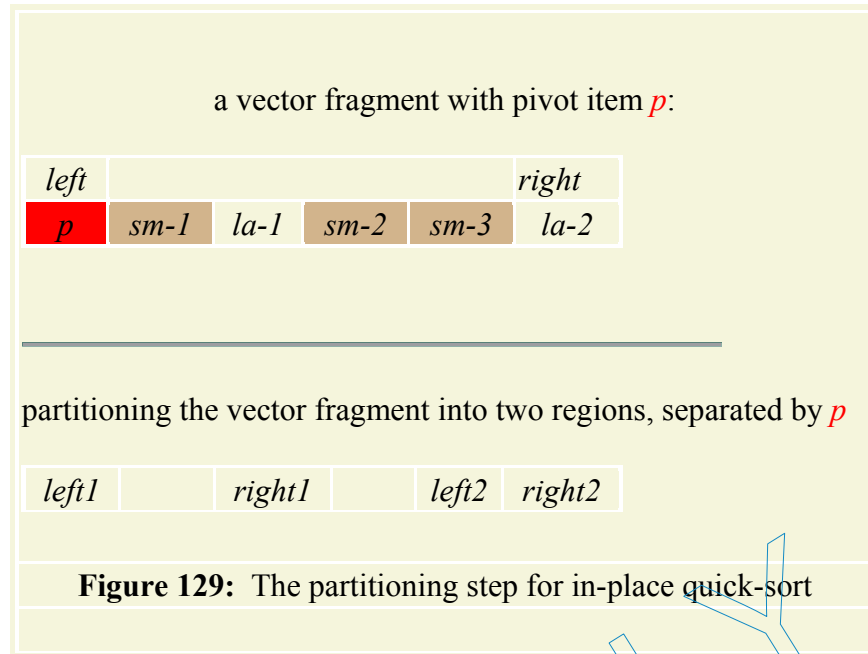 a vector fragment with pivot item p:
left right
p sm-1 la-1 sm-2 sm-3 la-2
partitioning the vector fragment into two regions, separated by p
left1 right1 left2 right2
Figure 129: The partitioning step for in-place quick-sort